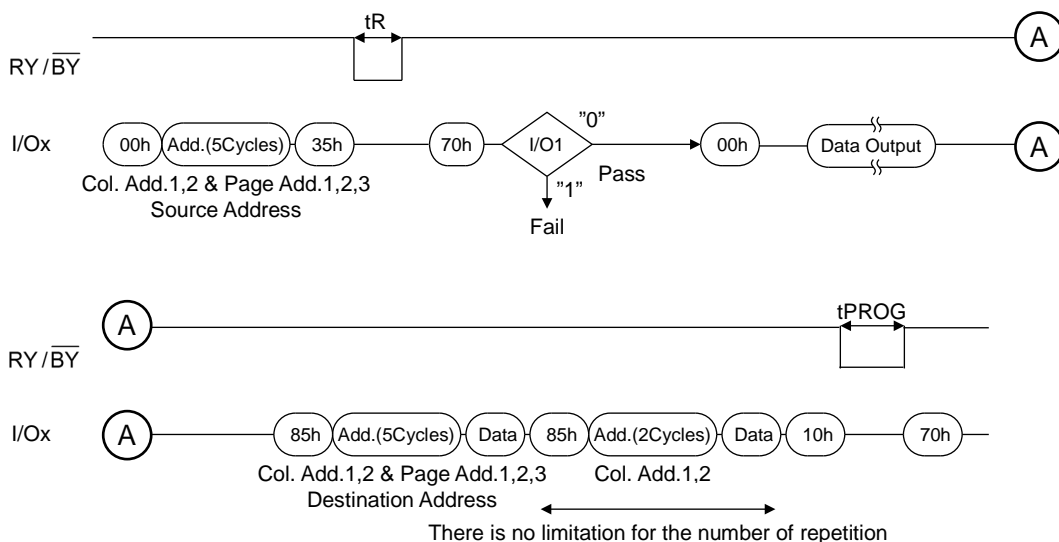 tR
A
RY/BY
I/Ox
00h Add.(5Cycles) 35h 70h I/O1 "0" Pass 00h Data Output A
"1"
Fail
Col. Add.1,2 & Page Add.1,2,3
Source Address
A
tPROG
RY/BY
I/Ox
A 85h Add.(5Cycles) Data 85h Add.(2Cycles) Data 10h 70h
Col. Add.1,2 & Page Add.1,2,3 Col. Add.1,2
Destination Address
There is no limitation for the number of repetition